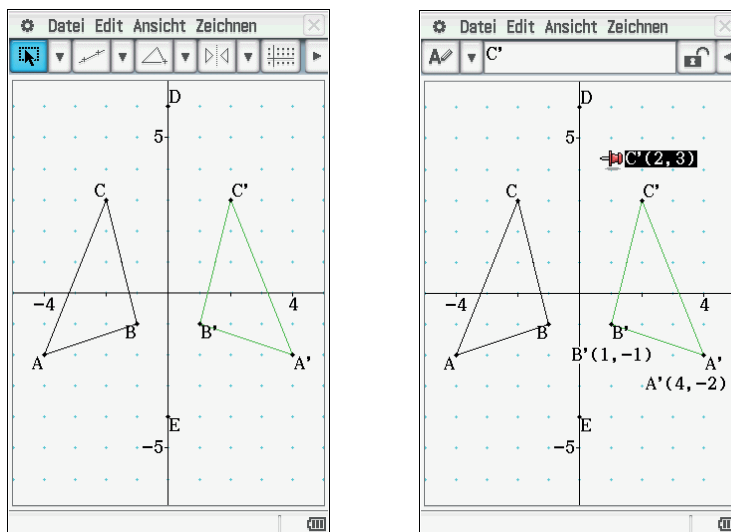 Datei Edit Ansicht Zeichnen
D
5
C C'
-4 4
B B'
A A'
E
-5
Datei Edit Ansicht Zeichnen
C'
D
5
C'(2,3)
C C'
-4 4
B B'
B'(1,-1)
A A'
A'(4,-2)
E
-5